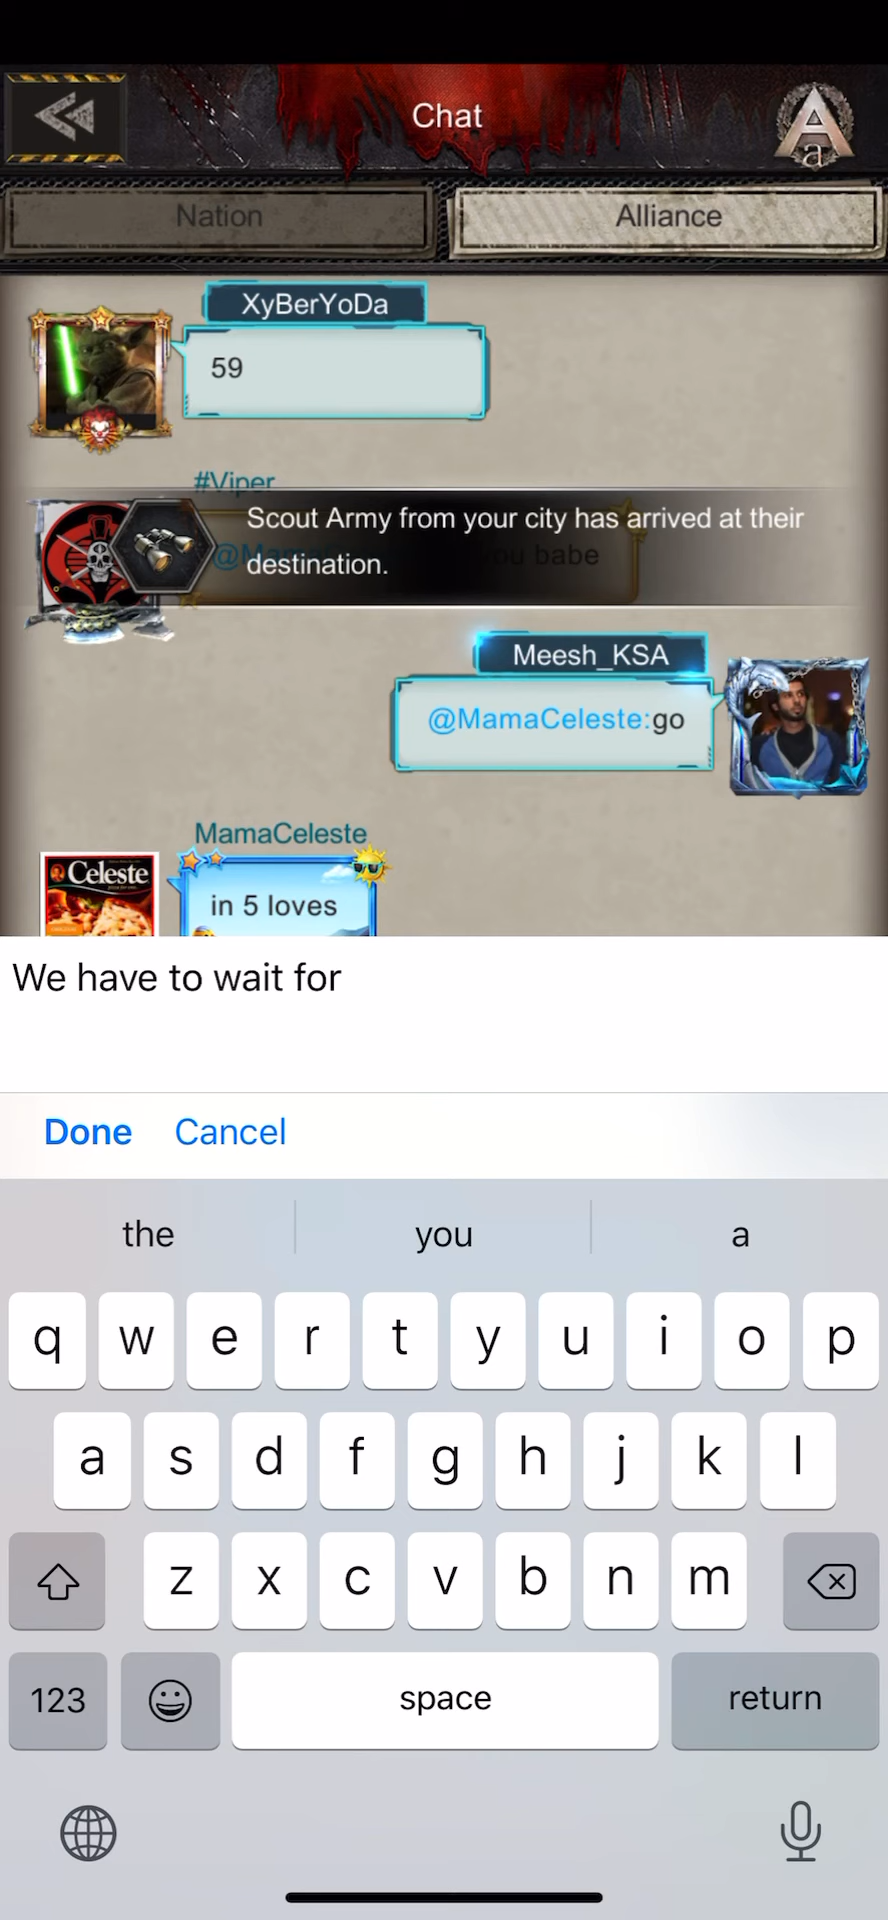 Chat
Nation
Alliance
XyBerYoDa
59
#Viper
Scout Army from your city has arrived at their
destination.
babe
Meesh_KSA
@MamaCeleste:go
MamaCeleste
Celeste
in 5 loves
We have to wait for
Done Cancel
the you a
q w e r t y u i o p
a s d f g h j k l
z x c v b n m
123 space return